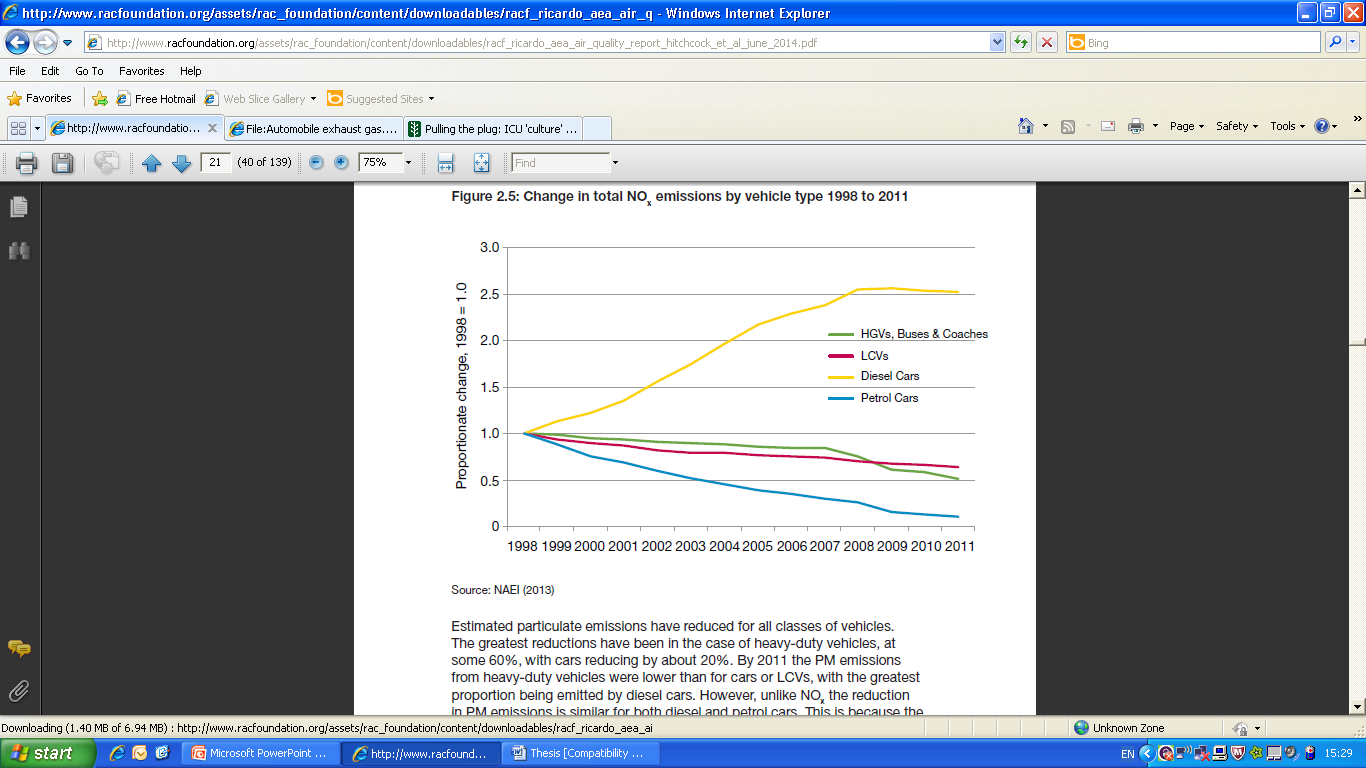 http://www.racfoundation.org/assets/rac_foundation/content/downloadables/racf_ricardo_aea_air_q - Windows Internet Explorer
http://www.racfoundation.org/assets/rac_foundation/content/downloadables/racf_ricardo_aea_air_quality_report_hitchcock_et_al_june_2014.pdf
Bing
File Edit Go To Favorites Help
Favorites Free Hotmail Web Slice Gallery Suggested Sites
http://www.racfoundatio... X File:Automobile exhaust gas.... Pulling the plug: ICU 'culture' ... Page Safety Tools
21 (40 of 139) 75% Find
Figure 2.5: Change in total NOx emissions by vehicle type 1998 to 2011
Proportionate change, 1998 = 1.0
3.0
2.5
2.0
1.5
1.0
0.5
0
HGVs, Buses & Coaches
LCVs
Diesel Cars
Petrol Cars
1998 1999 2000 2001 2002 2003 2004 2005 2006 2007 2008 2009 2010 2011
Source: NAEI (2013)
Estimated particulate emissions have reduced for all classes of vehicles.
The greatest reductions have been in the case of heavy-duty vehicles, at
some 60%, with cars reducing by about 20%. By 2011 the PM emissions
from heavy-duty vehicles were lower than for cars or LCVs, with the greatest
proportion being emitted by diesel cars. However, unlike NOx the reduction
in PM emissions is similar for both diesel and petrol cars. This is because the
Downloading (1.40 MB of 6.94 MB) : http://www.racfoundation.org/assets/rac_foundation/content/downloadables/racf_ricardo_aea_ai Unknown Zone
start Microsoft PowerPoint ... http://www.racfound... Thesis [Compatibility ... EN 15:29